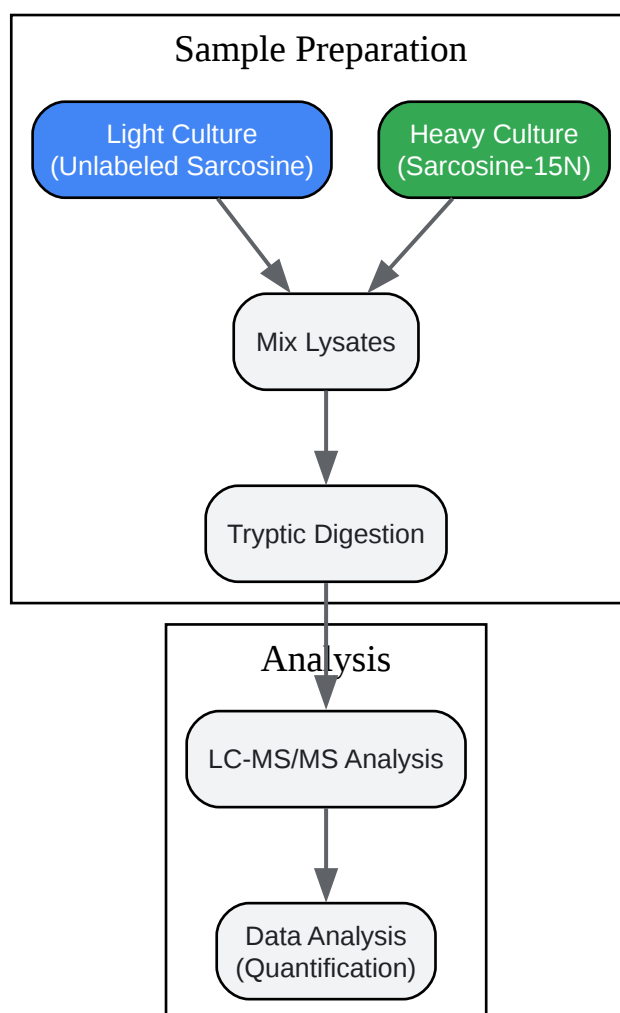 Sample Preparation
Light Culture
(Unlabeled Sarcosine)
Heavy Culture
(Sarcosine-15N)
Mix Lysates
Tryptic Digestion
Analysis
LC-MS/MS Analysis
Data Analysis
(Quantification)